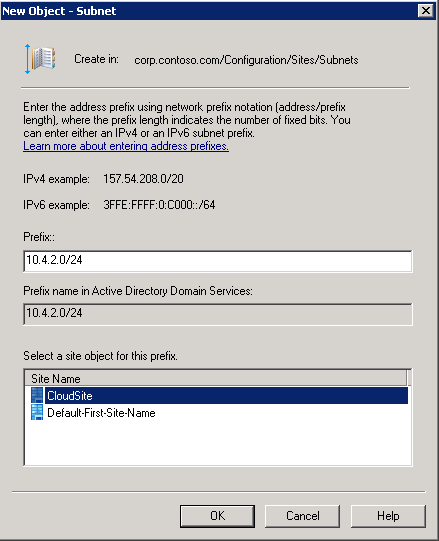 New Object - Subnet
Create in: corp.contoso.com/Configuration/Sites/Subnets
Enter the address prefix using network prefix notation (address/prefix
length), where the prefix length indicates the number of fixed bits. You
can enter either an IPv4 or an IPv6 subnet prefix.
Learn more about entering address prefixes.
IPv4 example: 157.54.208.0/20
IPv6 example: 3FFE:FFFF:0:C000::/64
Prefix::
10.4.2.0/24
Prefix name in Active Directory Domain Services:
10.4.2.0/24
Select a site object for this prefix.
Site Name
CloudSite
Default-First-Site-Name
OK Cancel Help